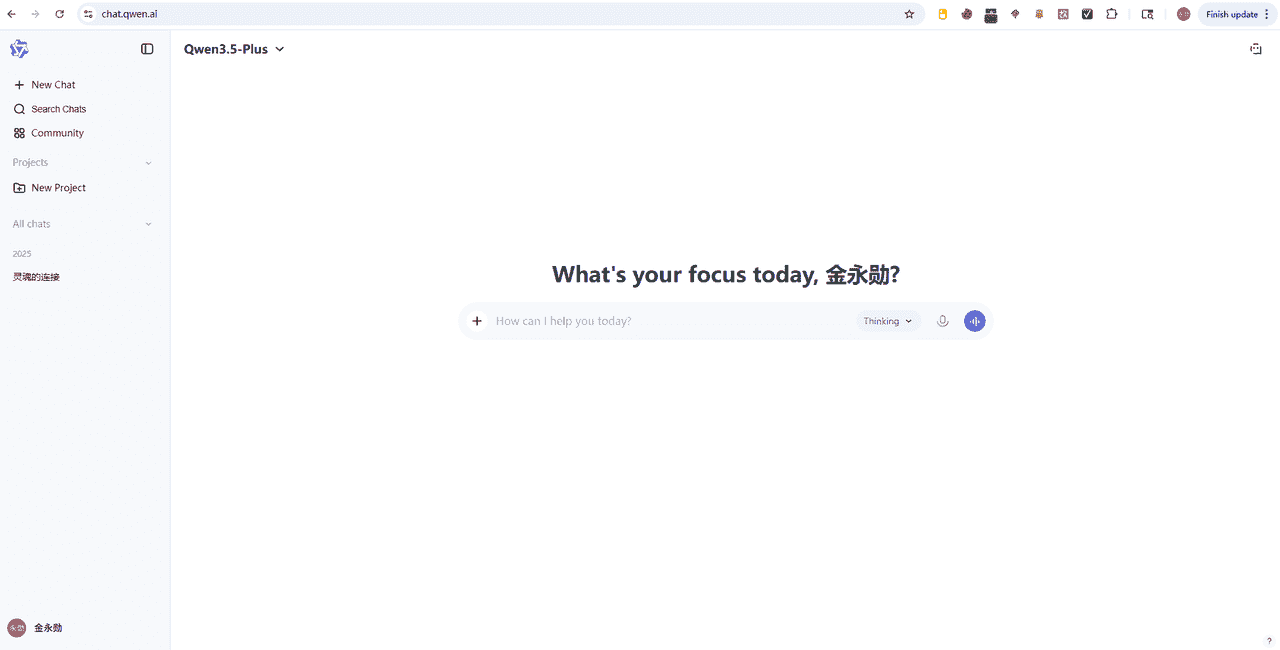 chat.qwen.ai
Finish update
Qwen3.5-Plus
New Chat
Search Chats
Community
Projects
New Project
All chats
2025
灵魂的连接
What's your focus today, 金永勋?
How can I help you today?
Thinking
永勋
金永勋
?